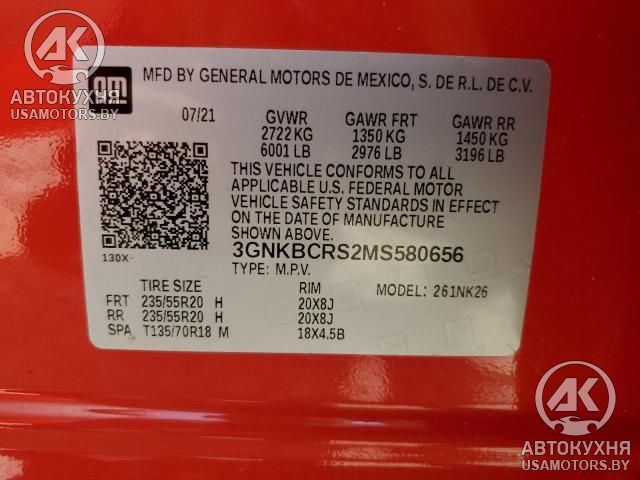 AK
АВТОКУХНЯ
USAMOTORS.BY
GM
MFD BY GENERAL MOTORS DE MEXICO, S. DE R.L. DE C.V.
07/21 GVWR GAWR FRT GAWR RR
2722 KG 1350 KG 1450 KG
6001 LB 2976 LB 3196 LB
THIS VEHICLE CONFORMS TO ALL
APPLICABLE U.S. FEDERAL MOTOR
VEHICLE SAFETY STANDARDS IN EFFECT
ON THE DATE OF MANUFACTURE
SHOWN ABOVE.
130X-
3GNKBCRS2MS580656
TYPE: M.P.V.
TIRE SIZE RIM MODEL: 261NK26
FRT 235/55R20 H 20X8J
RR 235/55R20 H 20X8J
SPA T135/70R18 M 18X4.5B
AK
АВТОКУХНЯ
USAMOTORS.BY